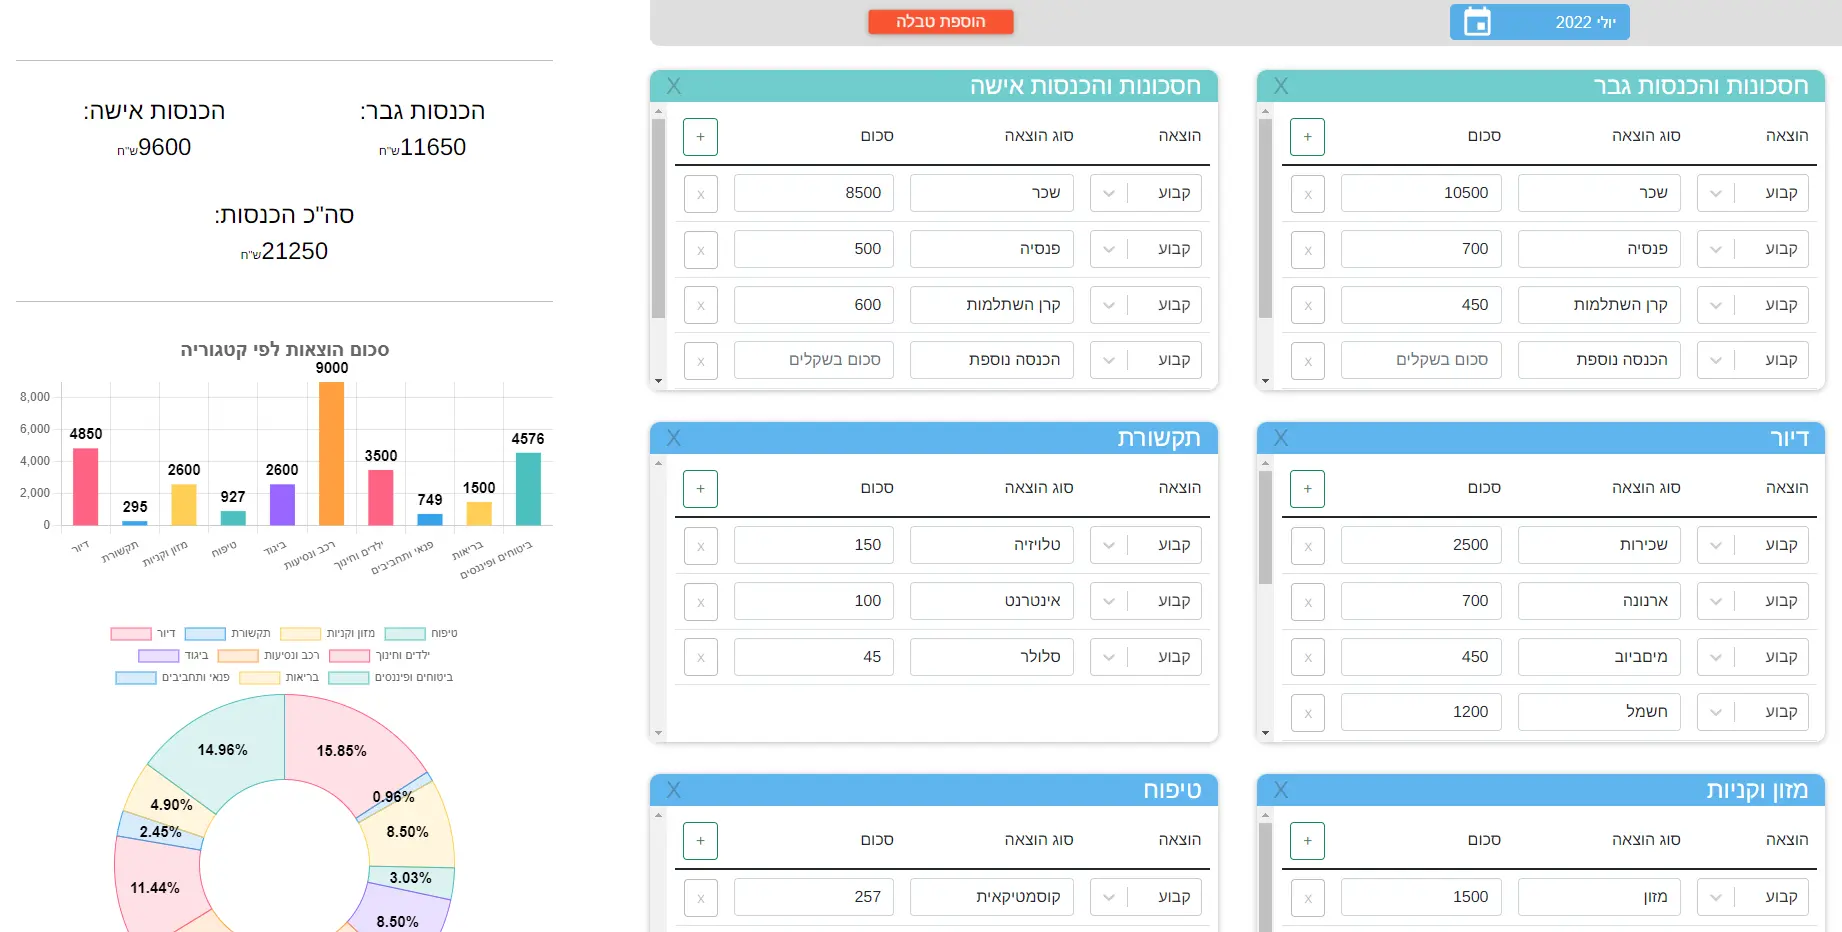 יולי 2022
הוספת טבלה
חסכונות והכנסות גבר X
הוצאה סוג הוצאה סכום +
קבוע שכר 10500 x
קבוע פנסיה 700 x
קבוע קרן השתלמות 450 x
קבוע הכנסה נוספת סכום בשקלים x
חסכונות והכנסות אישה X
הוצאה סוג הוצאה סכום +
קבוע שכר 8500 x
קבוע פנסיה 500 x
קבוע קרן השתלמות 600 x
קבוע הכנסה נוספת סכום בשקלים x
דיור X
הוצאה סוג הוצאה סכום +
קבוע שכירות 2500 x
קבוע ארנונה 700 x
קבוע מיםביוב 450 x
קבוע חשמל 1200 x
תקשורת X
הוצאה סוג הוצאה סכום +
קבוע טלויזיה 150 x
קבוע אינטרנט 100 x
קבוע סלולר 45 x
מזון וקניות X
הוצאה סוג הוצאה סכום +
קבוע מזון 1500 x
טיפוח X
הוצאה סוג הוצאה סכום +
קבוע קוסמטיקאית 257 x
הכנסות גבר: הכנסות אישה:
11650ש"ח 9600ש"ח
סה"כ הכנסות:
21250ש"ח
סכום הוצאות לפי קטגוריה
9000
8,000
6,000
4,000
2,000
0
4850 295 2600 927 2600 3500 749 1500 4576
דיור תקשורת מזון וקניות טיפוח ביגוד רכב ונסיעות ילדים וחינוך פנאי ותחביבים בריאות ביטוחים ופיננסים
דיור תקשורת מזון וקניות טיפוח
ביגוד רכב ונסיעות ילדים וחינוך
פנאי ותחביבים בריאות ביטוחים ופיננסים
14.96% 15.85%
4.90% 0.96%
2.45% 8.50%
11.44% 3.03%
8.50%